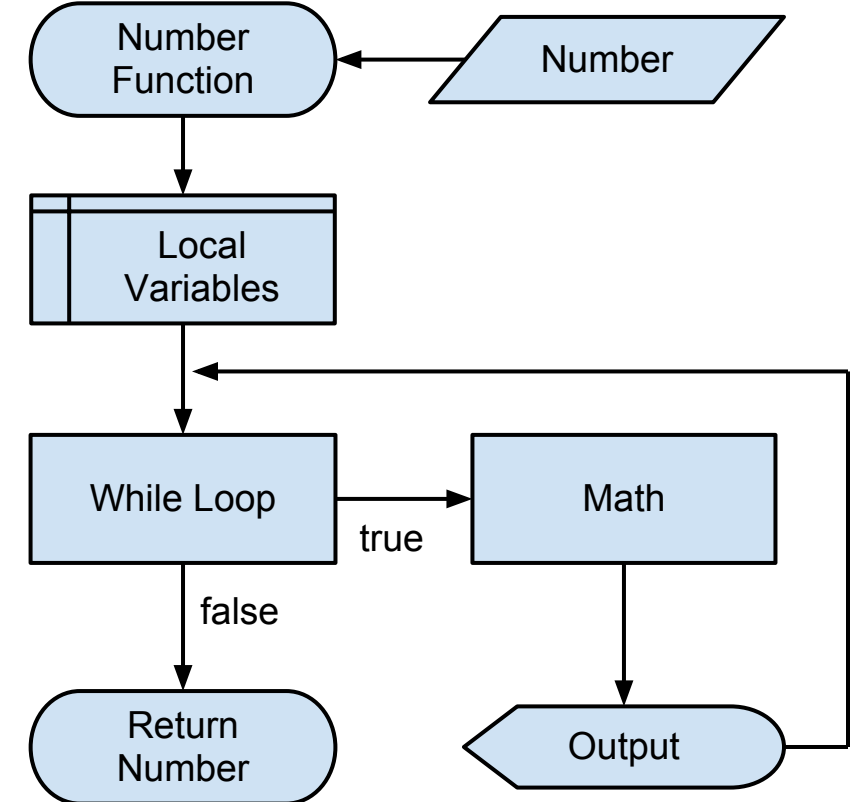 Number
Function
Number
Local
Variables
While Loop
true
Math
false
Return
Number
Output